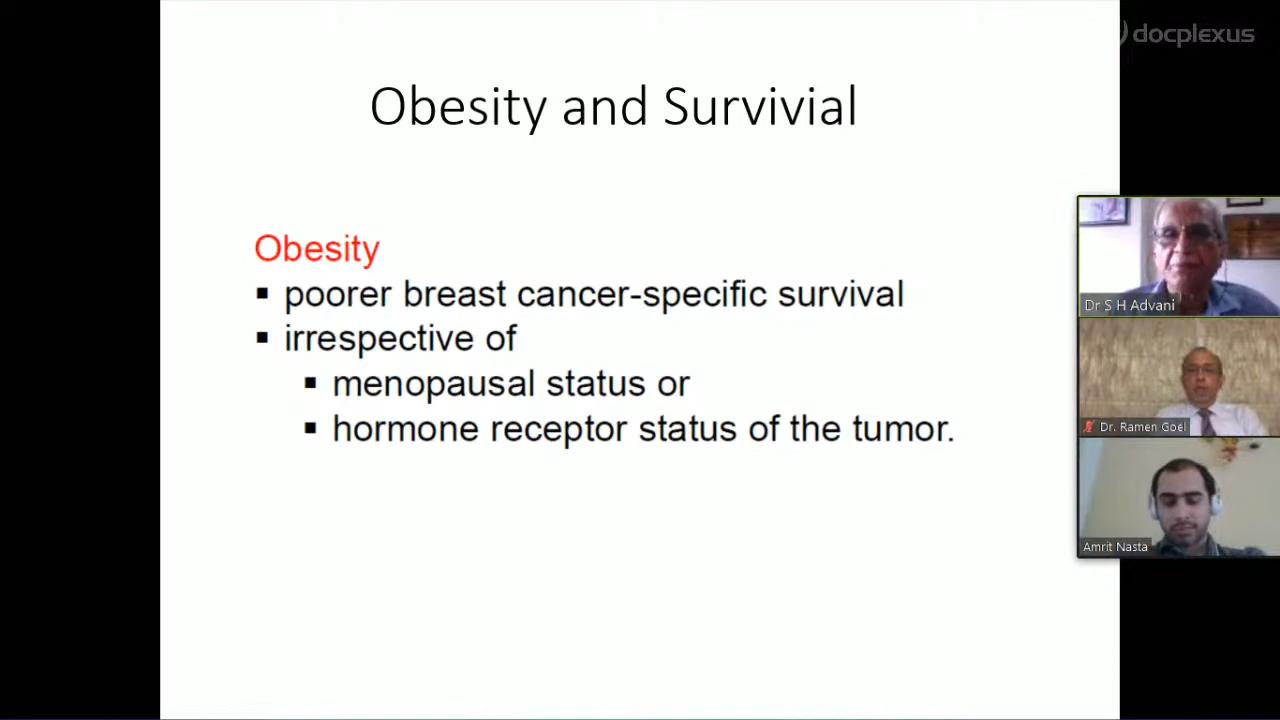 docplexus
Obesity and Survivial
Obesity
▪ poorer breast cancer-specific survival
▪ irrespective of
▪ menopausal status or
▪ hormone receptor status of the tumor.
Dr S H Advani
Dr. Ramen Goel
Amrit Nasta